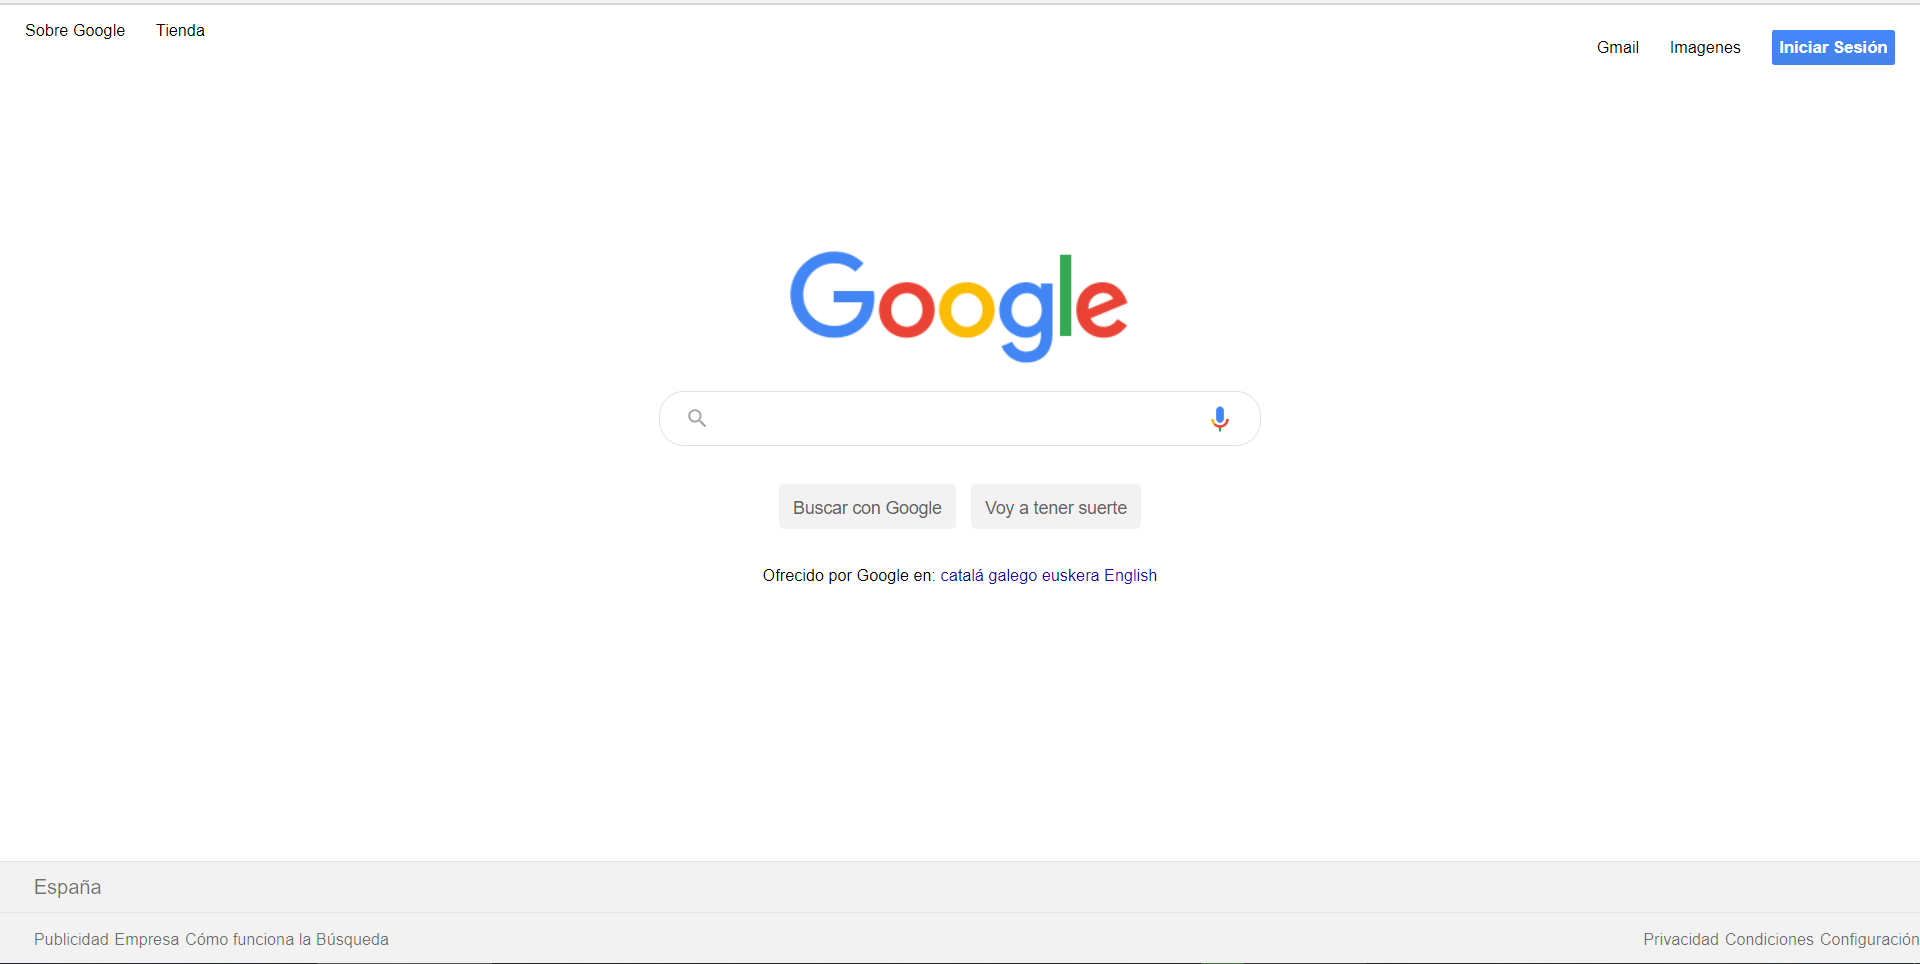 Sobre Google Tienda
Gmail Imagenes Iniciar Sesión
Google
Buscar con Google Voy a tener suerte
Ofrecido por Google en: catalá galego euskera English
España
Publicidad Empresa Cómo funciona la Búsqueda Privacidad Condiciones Configuración